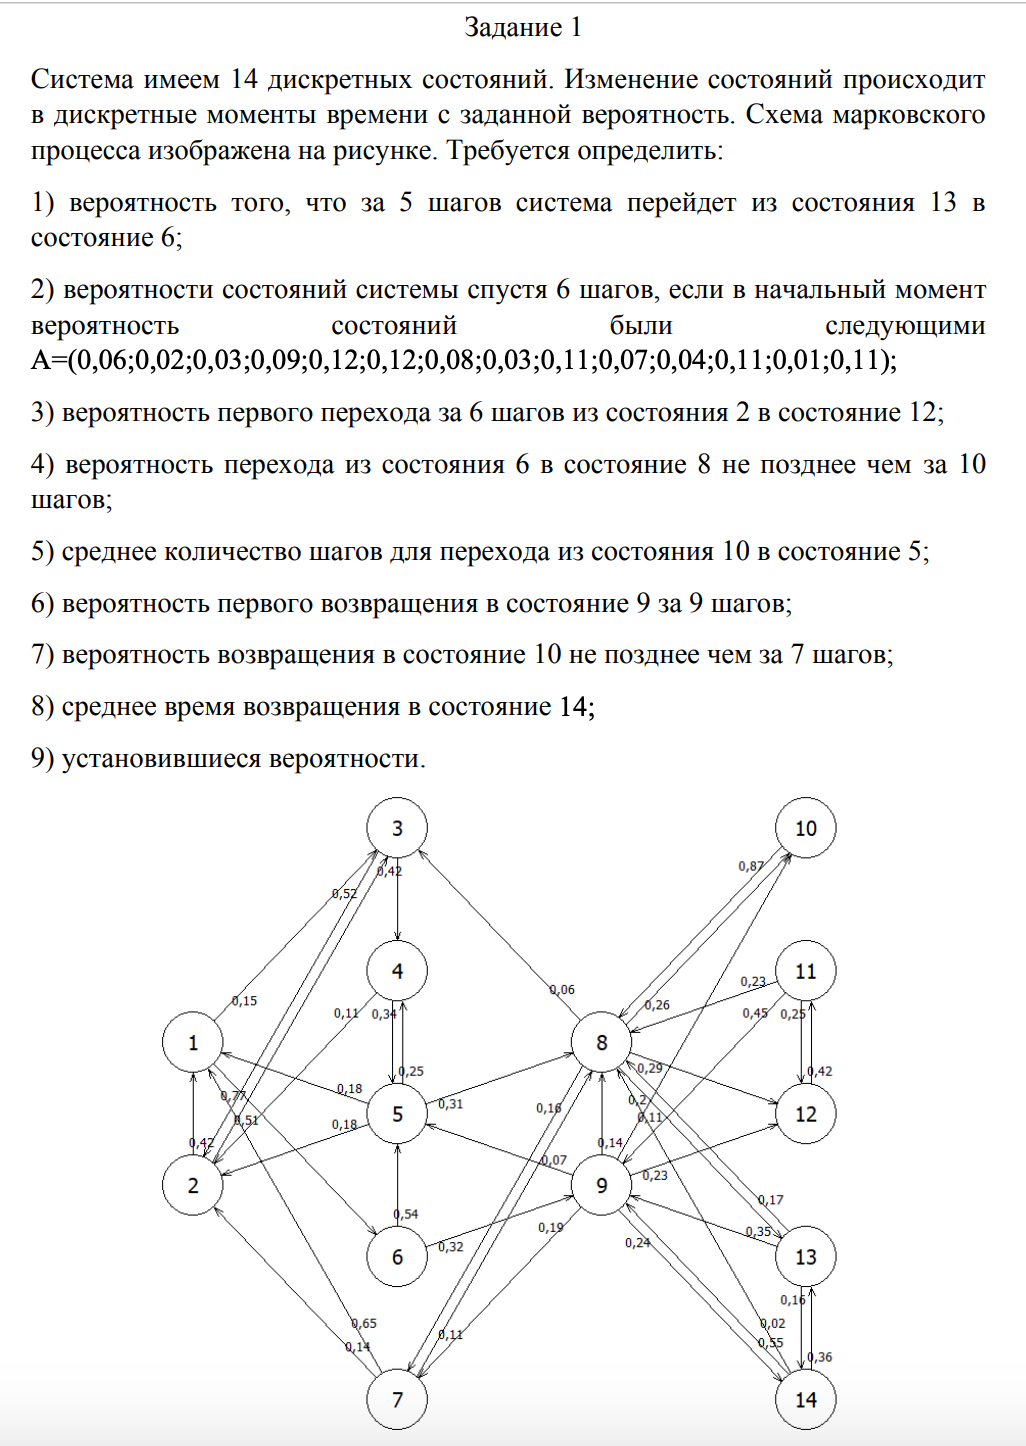 Задание 1
Система имеем 14 дискретных состояний. Изменение состояний происходит
в дискретные моменты времени с заданной вероятность. Схема марковского
процесса изображена на рисунке. Требуется определить:
1) вероятность того, что за 5 шагов система перейдет из состояния 13 в
состояние 6;
2) вероятности состояний системы спустя 6 шагов, если в начальный момент
вероятность состояний были следующими
А=(0,06;0,02;0,03;0,09;0,12;0,12;0,08;0,03;0,11;0,07;0,04;0,11;0,01;0,11);
3) вероятность первого перехода за 6 шагов из состояния 2 в состояние 12;
4) вероятность перехода из состояния 6 в состояние 8 не позднее чем за 10
шагов;
5) среднее количество шагов для перехода из состояния 10 в состояние 5;
6) вероятность первого возвращения в состояние 9 за 9 шагов;
7) вероятность возвращения в состояние 10 не позднее чем за 7 шагов;
8) среднее время возвращения в состояние 14;
9) установившиеся вероятности.
3 10
0,87 0,42
0,52
4 11
0,23
0,06
0,15 0,26
0,11 0,34 0,45 0,25
1 8
0,29 0,25 0,42
0,18
0,77 0,31 0,16 0,2
5 12
0,51 0,18 0,11
0,42 0,14
0,07
2 9
0,23
0,17
0,54 0,19 0,35
0,32 0,24
6 13
0,16
0,65 0,11 0,02
0,14 0,55 0,36
7 14